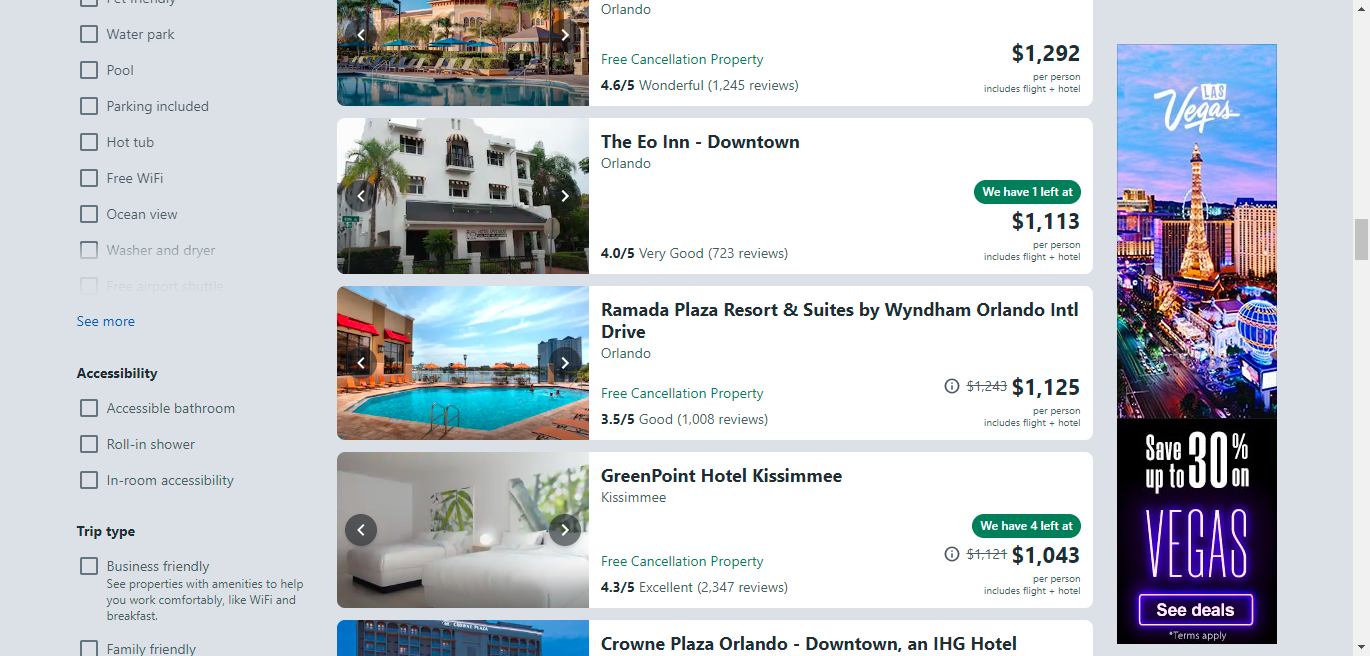 Pet friendly
Water park
Pool
Parking included
Hot tub
Free WiFi
Ocean view
Washer and dryer
Free airport shuttle
See more
Accessibility
Accessible bathroom
Roll-in shower
In-room accessibility
Trip type
Business friendly
See properties with amenities to help
you work comfortably, like WiFi and
breakfast.
Family friendly
Orlando
Free Cancellation Property
4.6/5 Wonderful (1,245 reviews)
$1,292
per person
includes flight + hotel
The Eo Inn - Downtown
Orlando
We have 1 left at
$1,113
4.0/5 Very Good (723 reviews)
per person
includes flight + hotel
Ramada Plaza Resort & Suites by Wyndham Orlando Intl
Drive
Orlando
Free Cancellation Property
$1,243 $1,125
3.5/5 Good (1,008 reviews)
per person
includes flight + hotel
GreenPoint Hotel Kissimmee
Kissimmee
We have 4 left at
Free Cancellation Property
$1,121 $1,043
4.3/5 Excellent (2,347 reviews)
per person
includes flight + hotel
CROWNE PLAZA
Crowne Plaza Orlando - Downtown, an IHG Hotel
LAS
Vegas
Save
up to 30% on
VEGAS
See deals
*Terms apply